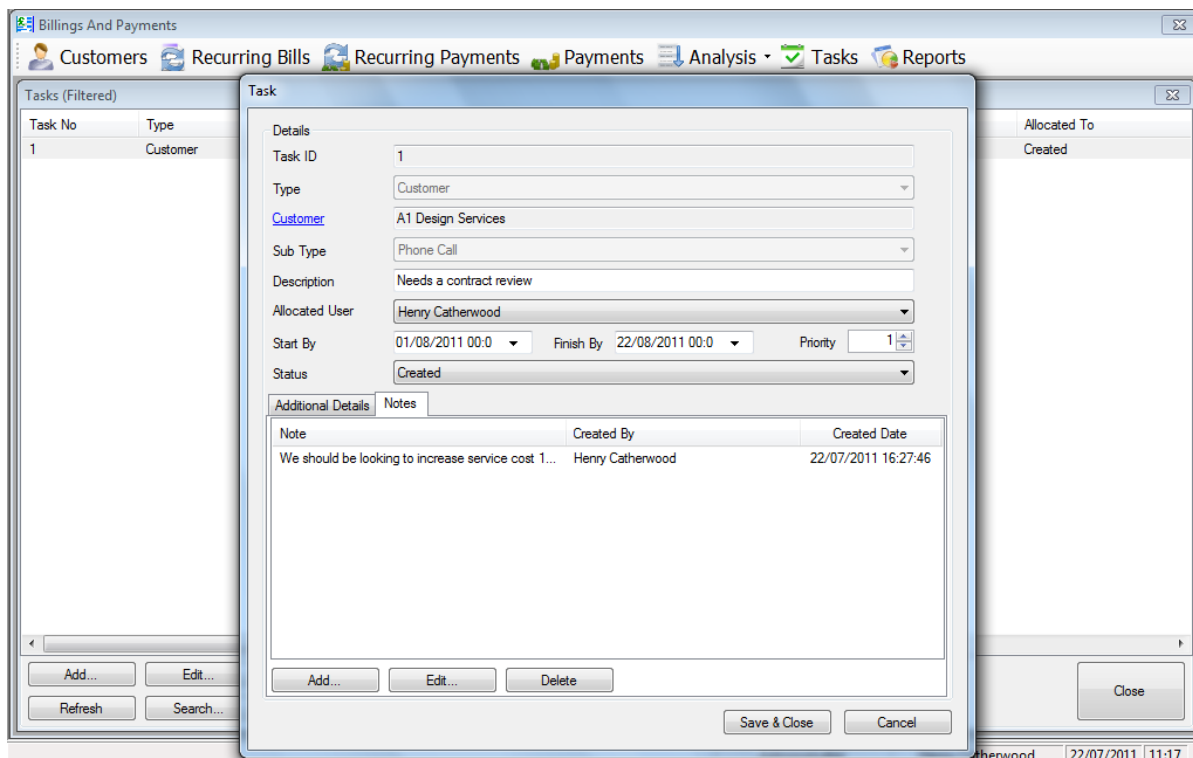 Billings And Payments
Customers Recurring Bills Recurring Payments Payments Analysis Tasks Reports
Tasks (Filtered)
Task No Type Allocated To
1 Customer Created
Task
Details
Task ID 1
Type Customer
Customer A1 Design Services
Sub Type Phone Call
Description Needs a contract review
Allocated User Henry Catherwood
Start By 01/08/2011 00:0 Finish By 22/08/2011 00:0 Priority 1
Status Created
Additional Details Notes
Note Created By Created Date
We should be looking to increase service cost 1... Henry Catherwood 22/07/2011 16:27:46
Add... Edit... Delete
Save & Close Cancel
Add... Edit...
Refresh Search...
Close
therwood 22/07/2011 11:17